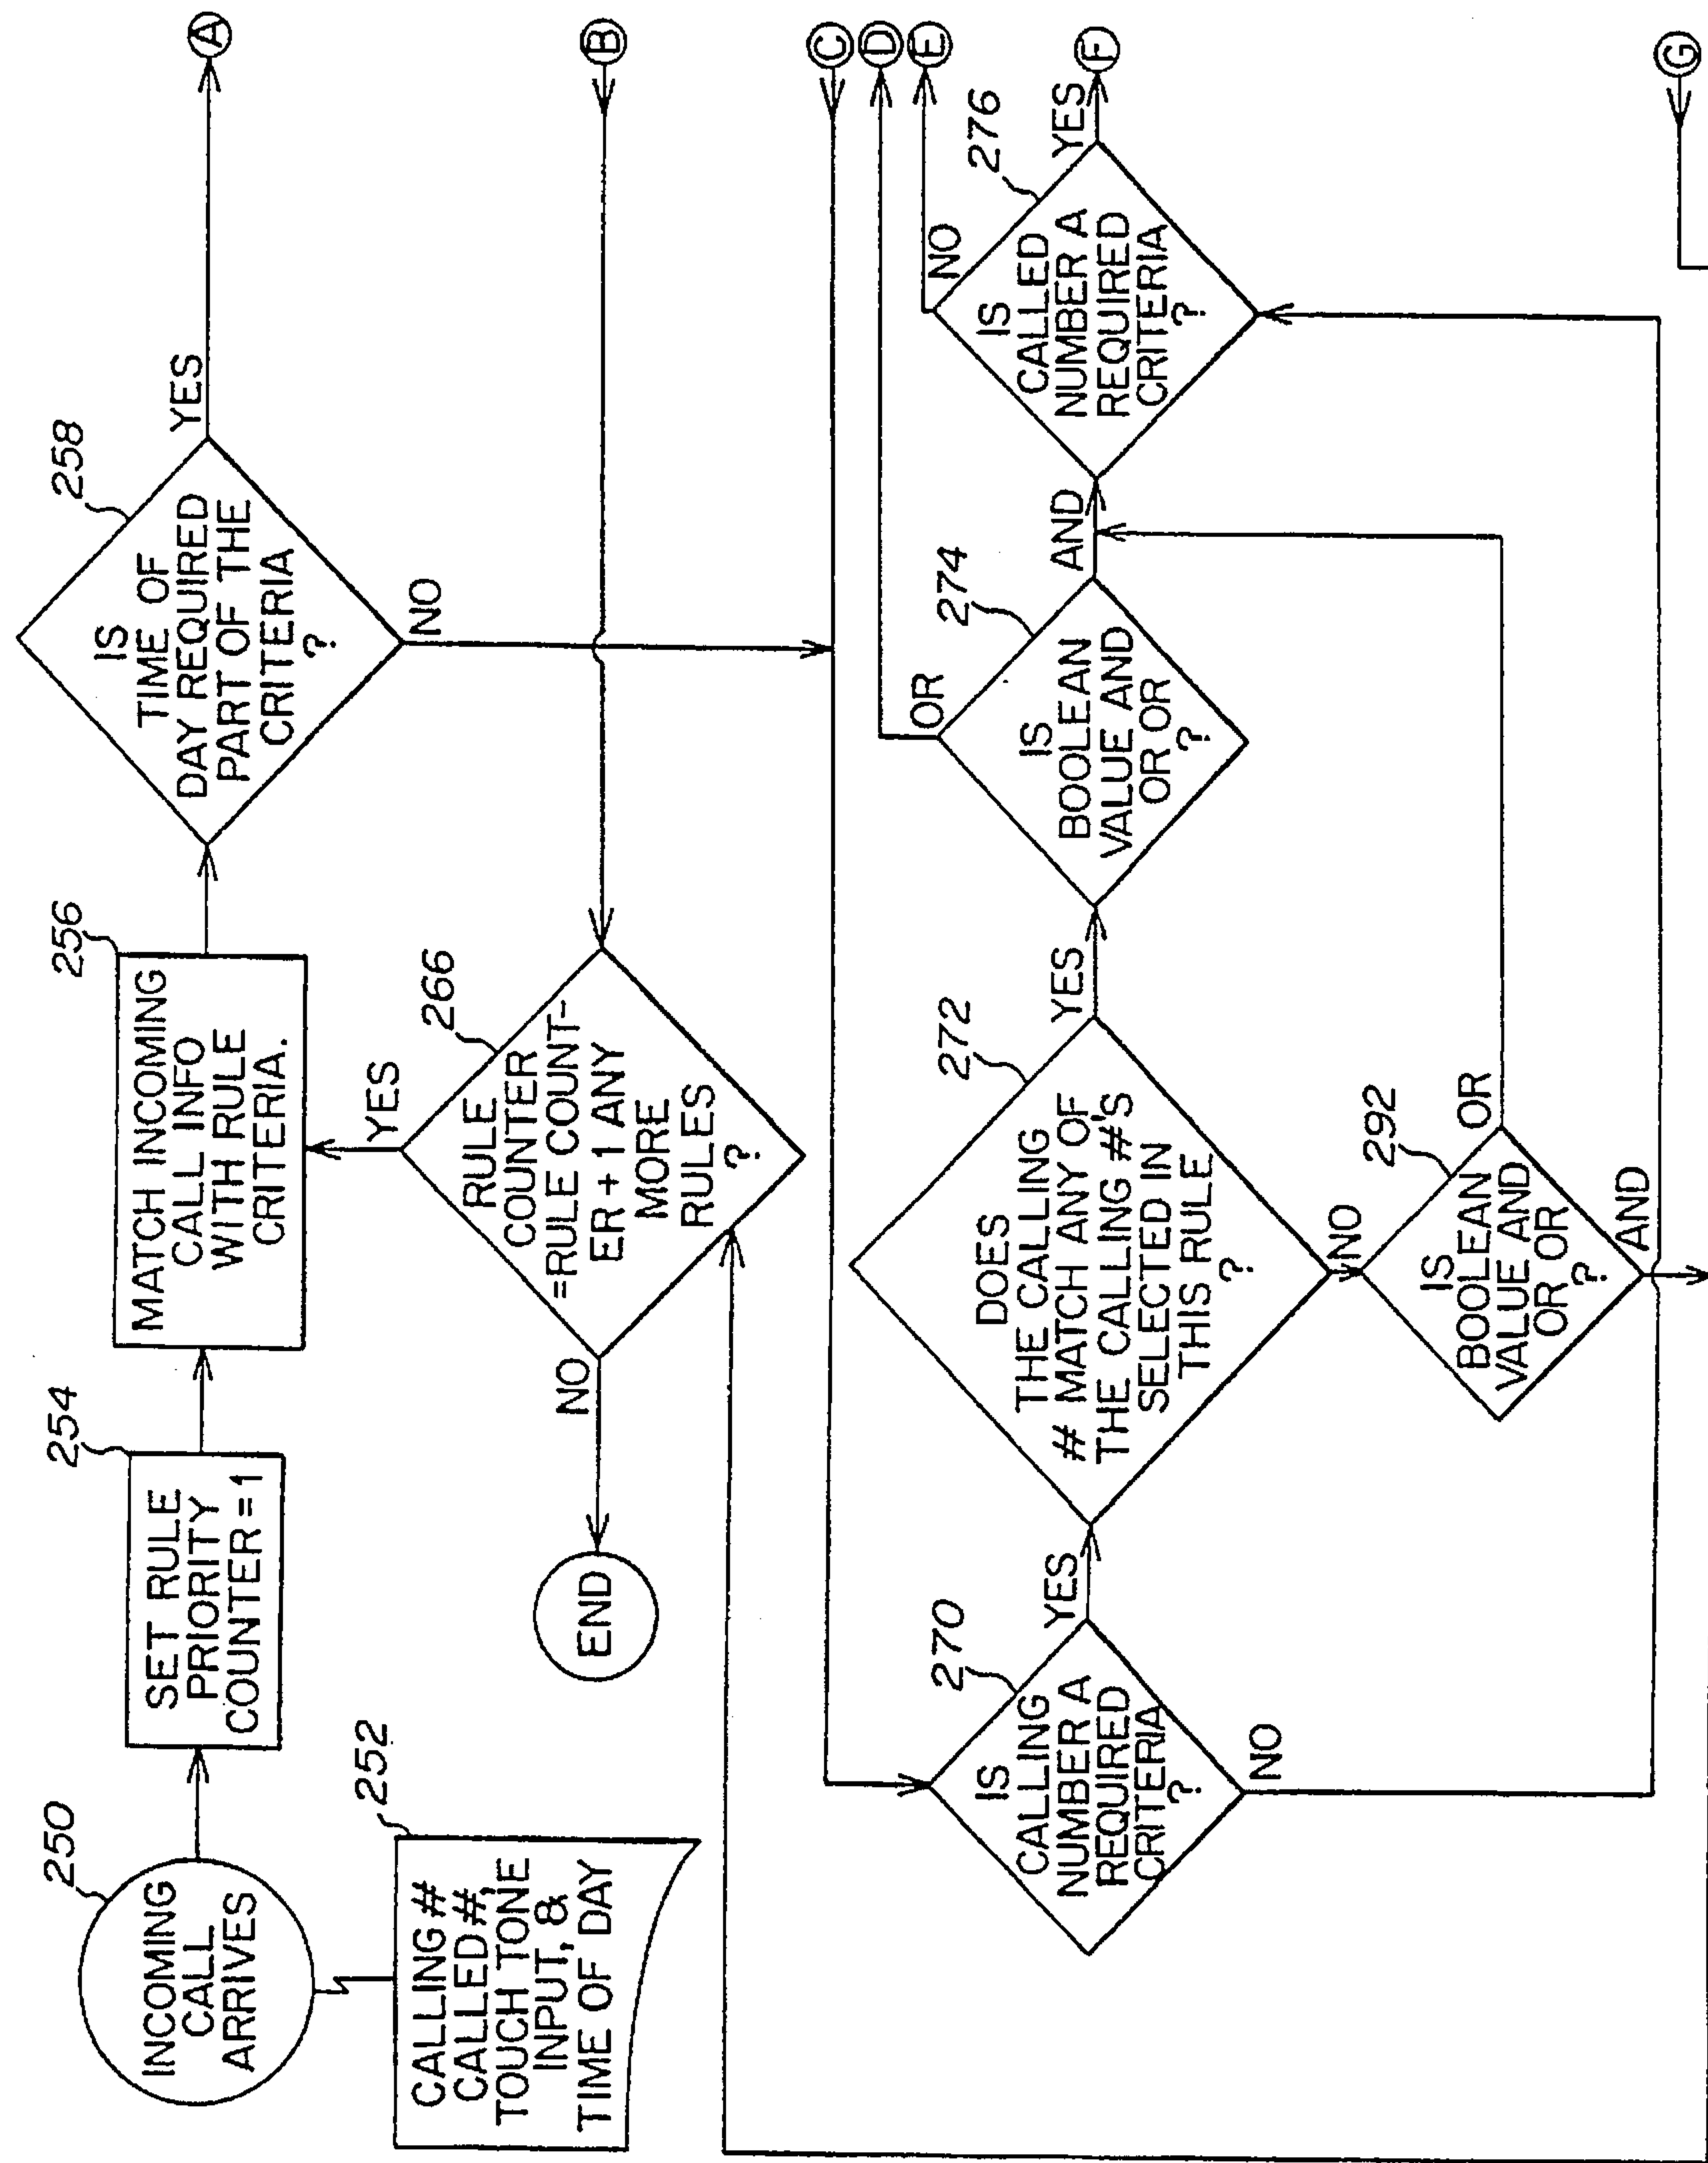 250
INCOMING
CALL
ARRIVES
252
CALLING #
CALLED #,
TOUCH TONE
INPUT, &
TIME OF DAY
254
SET RULE
PRIORITY
COUNTER = 1
256
MATCH INCOMING
CALL INFO
WITH RULE
CRITERIA.
258
IS
TIME OF
DAY REQUIRED
PART OF THE
CRITERIA
?
YES
NO
A
B
266
RULE
COUNTER
=RULE COUNT-
ER + 1 ANY
MORE
RULES
?
YES
NO
END
C
D
E
270
IS
CALLING
NUMBER A
REQUIRED
CRITERIA
?
YES
NO
272
DOES
THE CALLING
# MATCH ANY OF
THE CALLING #'S
SELECTED IN
THIS RULE
?
YES
NO
274
IS
BOOLEAN
VALUE AND
OR OR
?
OR
AND
276
IS
CALLED
NUMBER A
REQUIRED
CRITERIA
?
NO
YES
F
292
IS
BOOLEAN
VALUE AND
OR OR
?
OR
AND
G